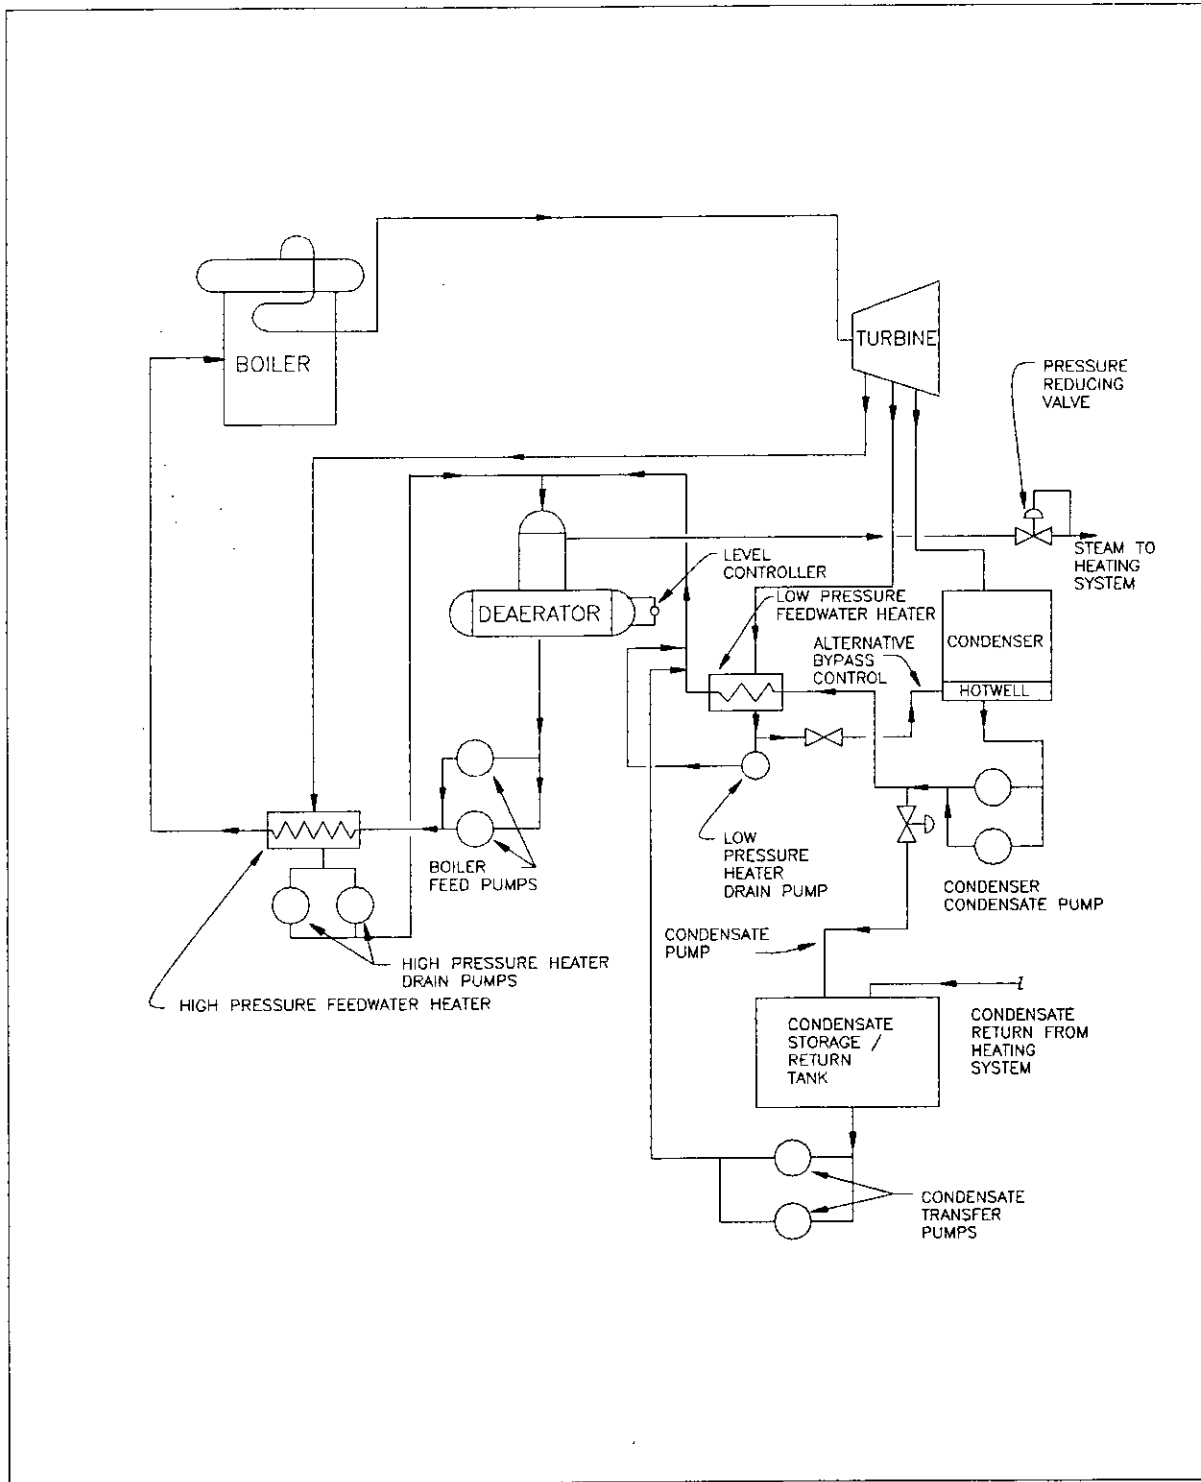 BOILER
TURBINE
PRESSURE
REDUCING
VALVE
STEAM TO
HEATING
SYSTEM
LEVEL
CONTROLLER
DEAERATOR
LOW PRESSURE
FEEDWATER HEATER
ALTERNATIVE
BYPASS
CONTROL
CONDENSER
HOTWELL
BOILER
FEED PUMPS
LOW
PRESSURE
HEATER
DRAIN PUMP
CONDENSER
CONDENSATE PUMP
CONDENSATE
PUMP
HIGH PRESSURE HEATER
DRAIN PUMPS
HIGH PRESSURE FEEDWATER HEATER
CONDENSATE
STORAGE /
RETURN
TANK
CONDENSATE
RETURN FROM
HEATING
SYSTEM
CONDENSATE
TRANSFER
PUMPS